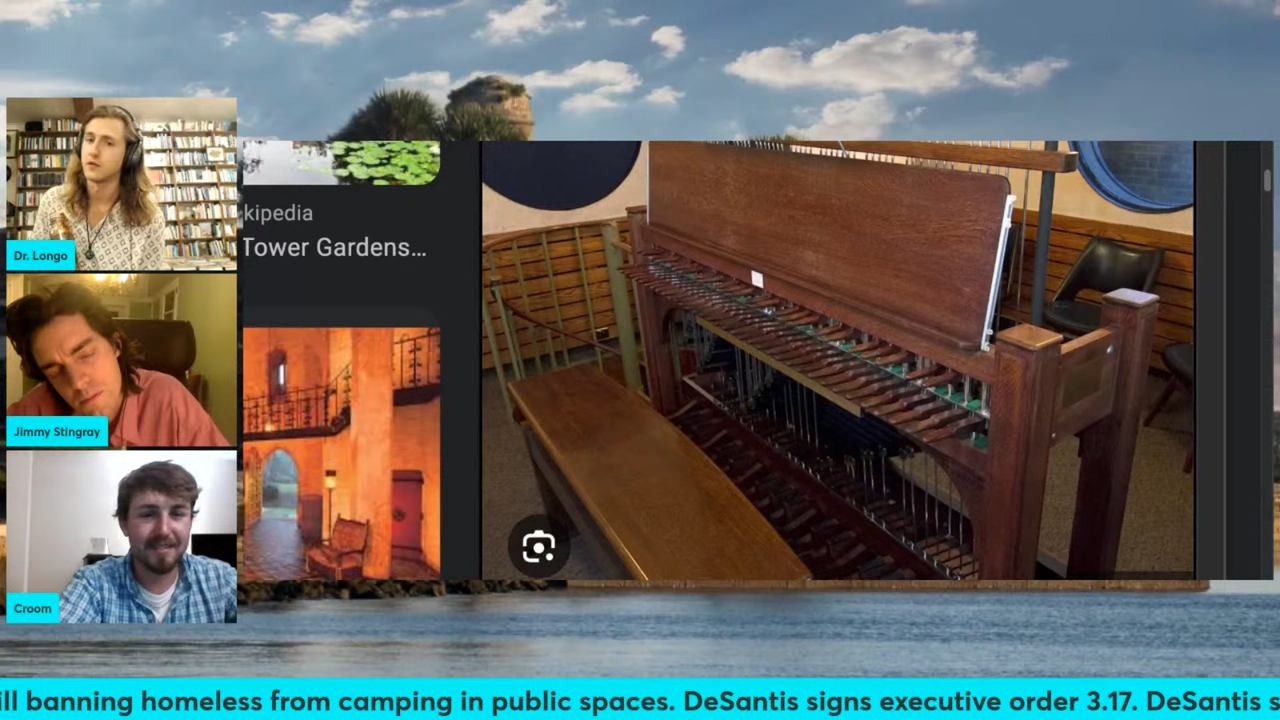 Dr. Longo
kipedia
Tower Gardens...
Jimmy Stingray
Croom
ill banning homeless from camping in public spaces. DeSantis signs executive order 3.17. DeSantis s